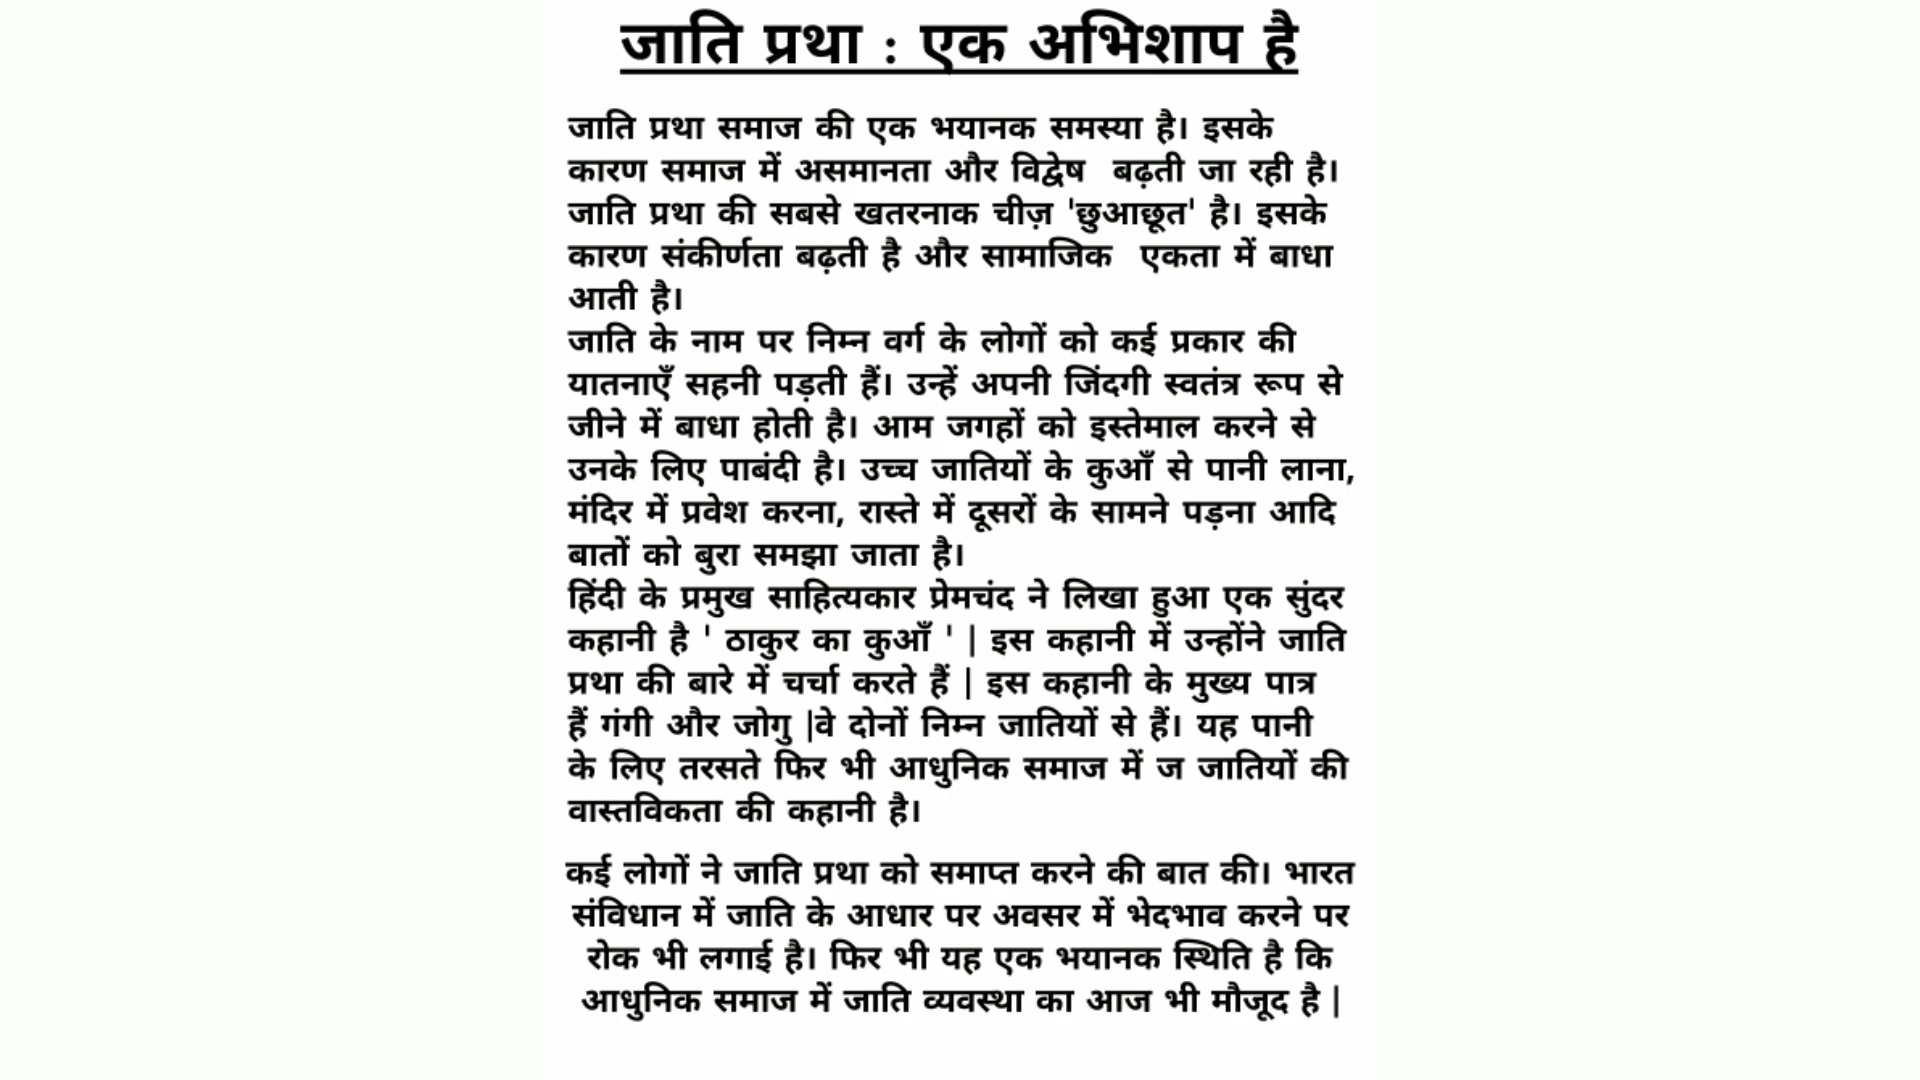 जाति प्रथा : एक अभिशाप है
जाति प्रथा समाज की एक भयानक समस्या है। इसके
कारण समाज में असमानता और विद्वेष बढ़ती जा रही है।
जाति प्रथा की सबसे खतरनाक चीज़ 'छुआछूत' है। इसके
कारण संकीर्णता बढ़ती है और सामाजिक एकता में बाधा
आती है।
जाति के नाम पर निम्न वर्ग के लोगों को कई प्रकार की
यातनाएँ सहनी पड़ती हैं। उन्हें अपनी जिंदगी स्वतंत्र रूप से
जीने में बाधा होती है। आम जगहों को इस्तेमाल करने से
उनके लिए पाबंदी है। उच्च जातियों के कुआँ से पानी लाना,
मंदिर में प्रवेश करना, रास्ते में दूसरों के सामने पड़ना आदि
बातों को बुरा समझा जाता है।
हिंदी के प्रमुख साहित्यकार प्रेमचंद ने लिखा हुआ एक सुंदर
कहानी है ' ठाकुर का कुआँ ' | इस कहानी में उन्होंने जाति
प्रथा की बारे में चर्चा करते हैं | इस कहानी के मुख्य पात्र
हैं गंगी और जोगु |वे दोनों निम्न जातियों से हैं। यह पानी
के लिए तरसते फिर भी आधुनिक समाज में ज जातियों की
वास्तविकता की कहानी है।
कई लोगों ने जाति प्रथा को समाप्त करने की बात की। भारत
संविधान में जाति के आधार पर अवसर में भेदभाव करने पर
रोक भी लगाई है। फिर भी यह एक भयानक स्थिति है कि
आधुनिक समाज में जाति व्यवस्था का आज भी मौजूद है |